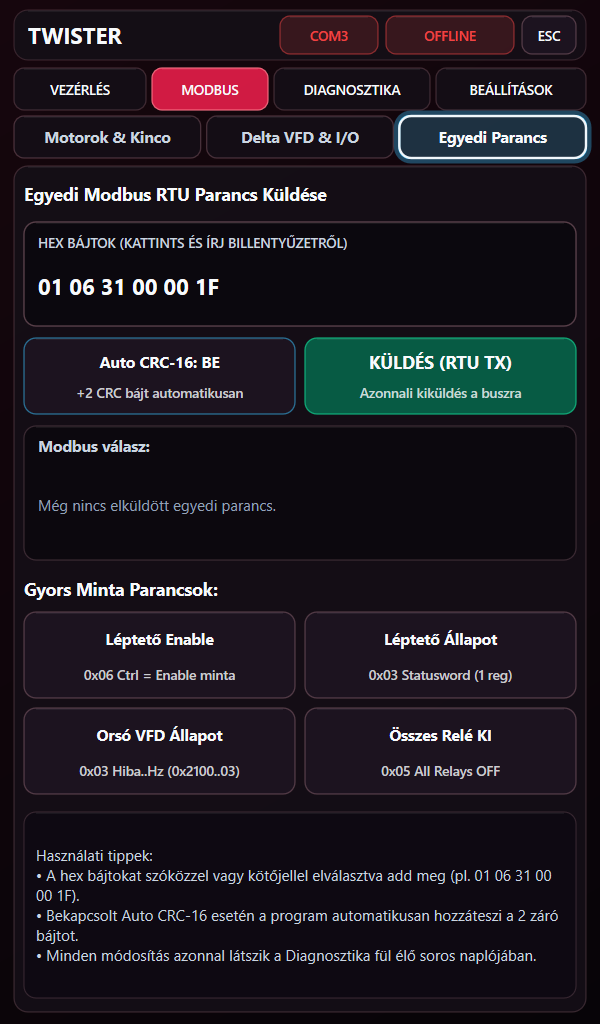 TWISTER
COM3
OFFLINE
ESC
VEZÉRLÉS
MODBUS
DIAGNOSZTIKA
BEÁLLÍTÁSOK
Motorok & Kinco
Delta VFD & I/O
Egyedi Parancs
Egyedi Modbus RTU Parancs Küldése
HEX BÁJTOK (KATTINTS ÉS ÍRJ BILLENTYŰZETRŐL)
01 06 31 00 00 1F
Auto CRC-16: BE
+2 CRC bájt automatikusan
KÜLDÉS (RTU TX)
Azonnali kiküldés a buszra
Modbus válasz:
Még nincs elküldött egyedi parancs.
Gyors Minta Parancsok:
Léptető Enable
0x06 Ctrl = Enable minta
Léptető Állapot
0x03 Statusword (1 reg)
Orsó VFD Állapot
0x03 Hiba..Hz (0x2100..03)
Összes Relé KI
0x05 All Relays OFF
Használati tippek:
• A hex bájtokat szóközzel vagy kötőjellel elválasztva add meg (pl. 01 06 31 00
00 1F).
• Bekapcsolt Auto CRC-16 esetén a program automatikusan hozzáteszi a 2 záró
bájtot.
• Minden módosítás azonnal látszik a Diagnosztika fül élő soros naplójában.